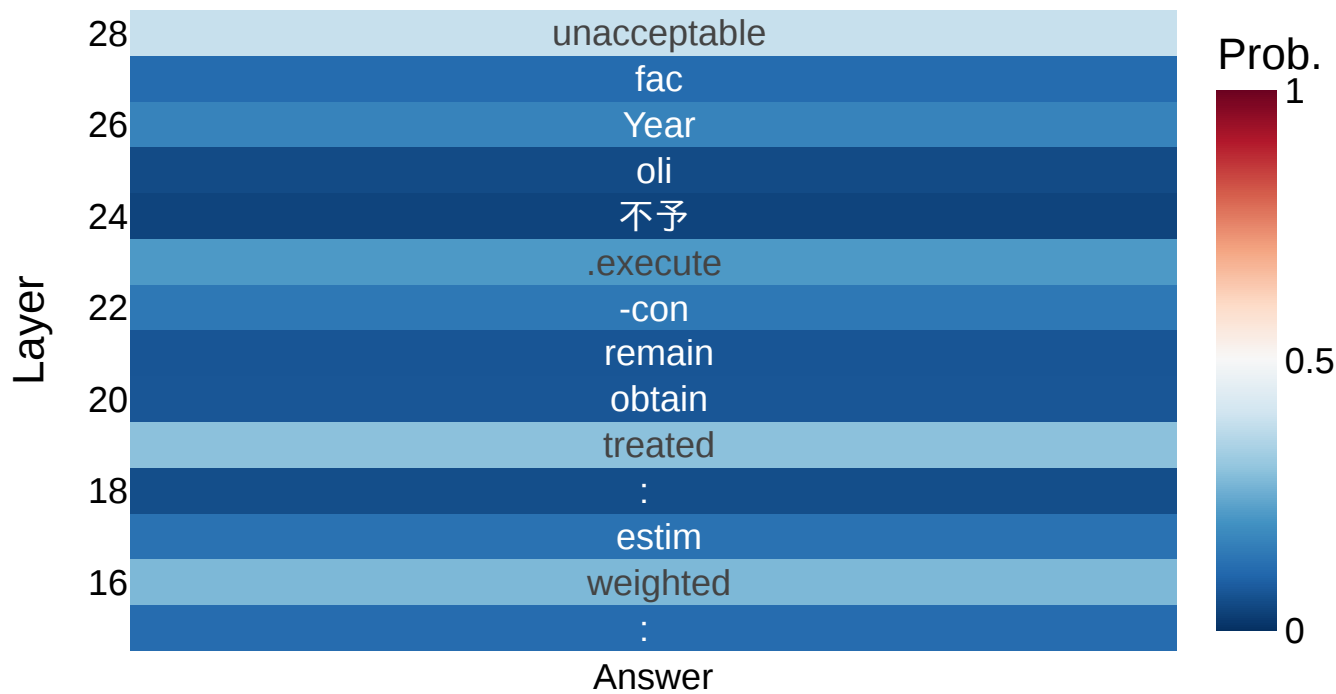 28 unacceptable
fac
26 Year
oli
24 不予
.execute
22 -con
remain
20 obtain
treated
18 :
estim
16 weighted
:
Answer
Layer
Prob.
1
0.5
0